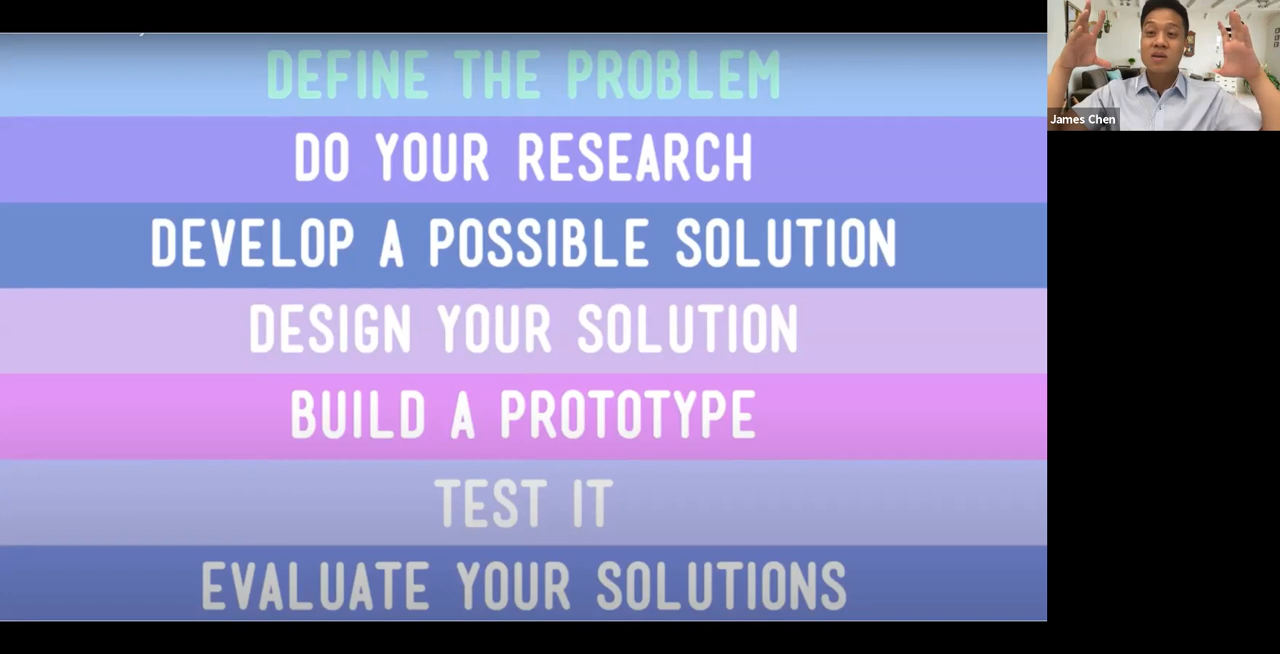 DEFINE THE PROBLEM
DO YOUR RESEARCH
DEVELOP A POSSIBLE SOLUTION
DESIGN YOUR SOLUTION
BUILD A PROTOTYPE
TEST IT
EVALUATE YOUR SOLUTIONS
James Chen